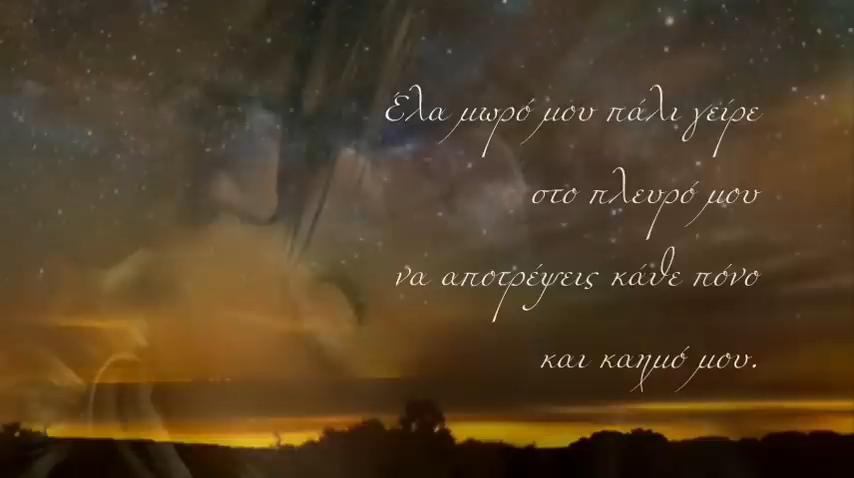 Έλα μωρό μου πάλι γείρε
στο πλευρό μου
να αποτρέψεις κάθε πόνο
και καημό μου.